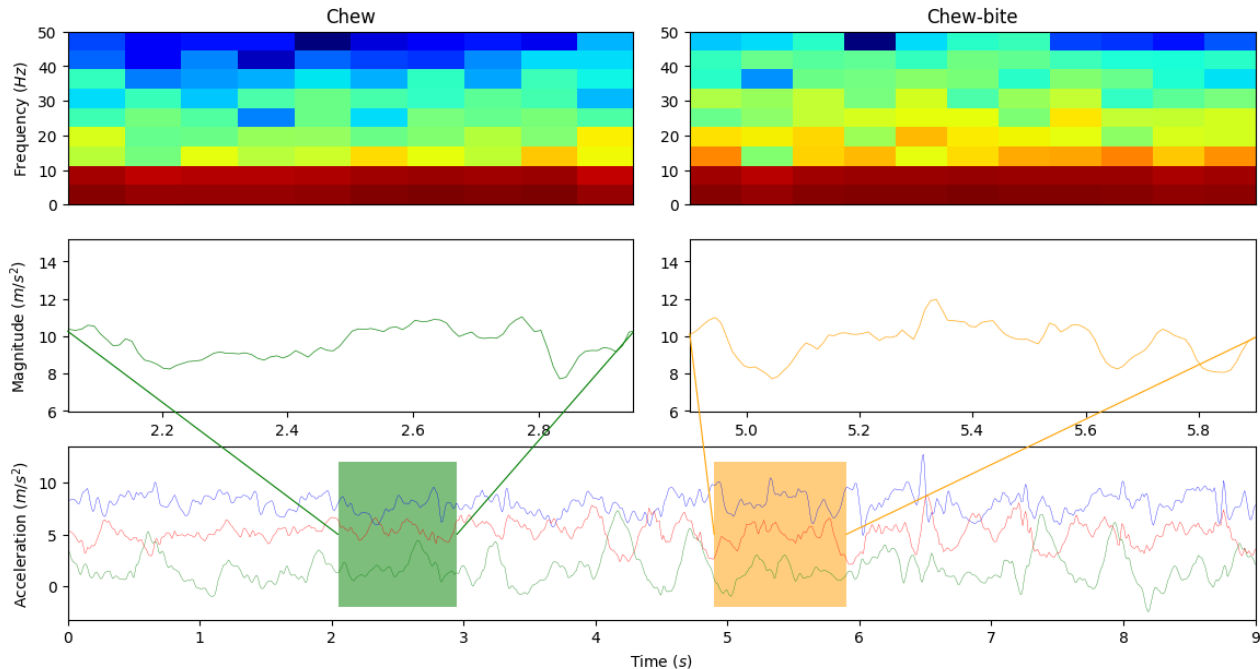 Chew
Chew-bite
Frequency (Hz)
50
40
30
20
10
0
50
40
30
20
10
0
Magnitude (m/s²)
14
12
10
8
6
2.2 2.4 2.6 2.8
14
12
10
8
6
5.0 5.2 5.4 5.6 5.8
Acceleration (m/s²)
10
5
0
0 1 2 3 4 5 6 7 8 9
Time (s)